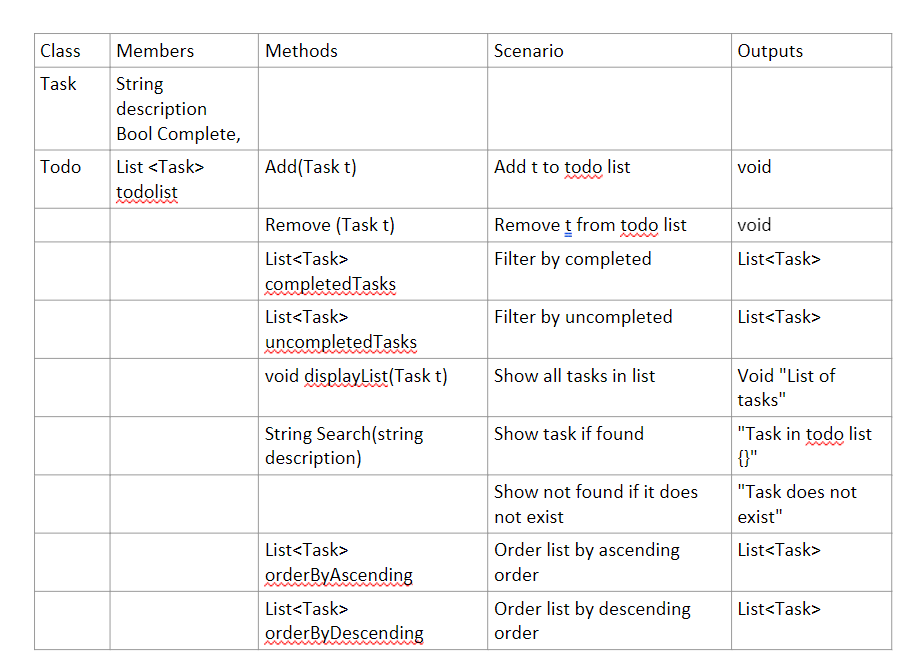 Class Members Methods Scenario Outputs
Task String
description
Bool Complete,
Todo List <Task> Add(Task t) Add t to todo list void
todolist
Remove (Task t) Remove t from todo list void
List<Task> Filter by completed List<Task>
completedTasks
List<Task> Filter by uncompleted List<Task>
uncompletedTasks
void displayList(Task t) Show all tasks in list Void "List of
tasks"
String Search(string Show task if found "Task in todo list
description) {}"
Show not found if it does "Task does not
not exist exist"
List<Task> Order list by ascending List<Task>
orderByAscending order
List<Task> Order list by descending List<Task>
orderByDescending order